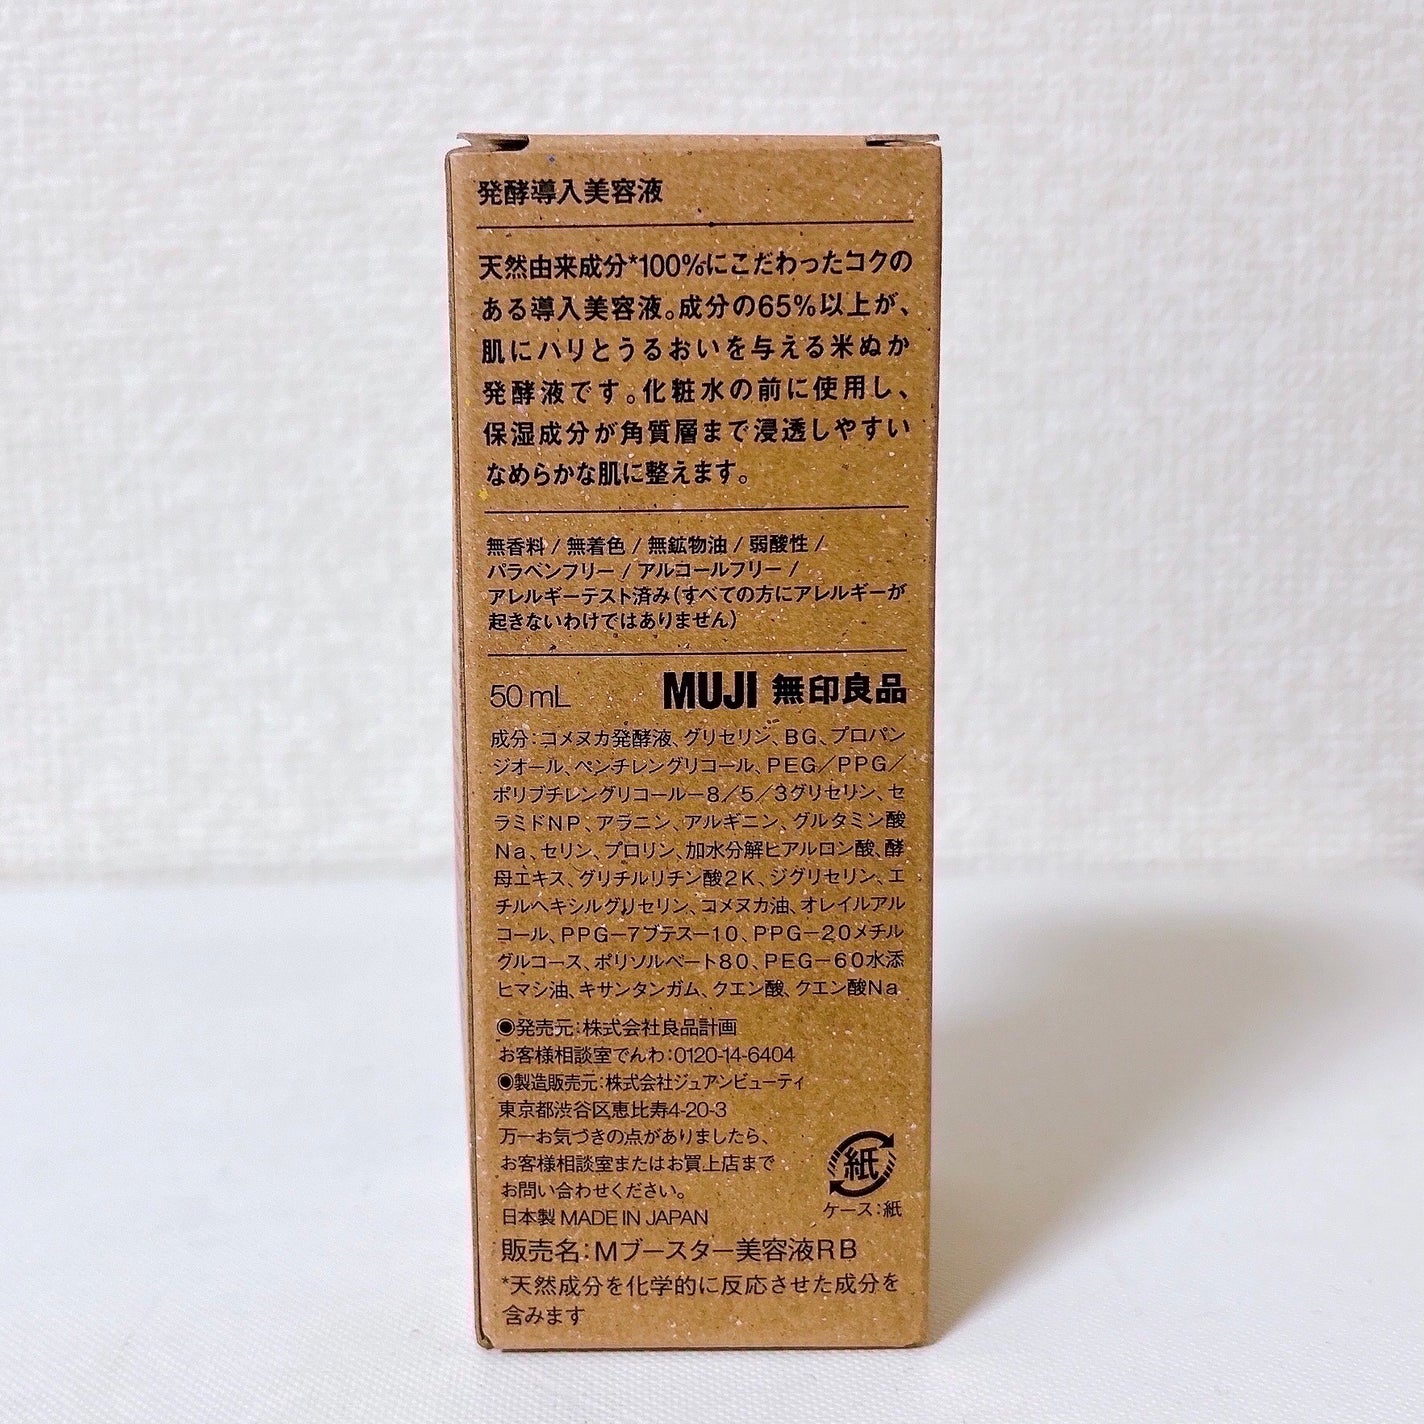 発酵導入美容液
天然由来成分*100%にこだわったコクの
ある導入美容液。成分の65%以上が、
肌にハリとうるおいを与える米ぬか
発酵液です。化粧水の前に使用し、
保湿成分が角質層まで浸透しやすい
なめらかな肌に整えます。
無香料/無着色/無鉱物油/弱酸性/
パラベンフリー/アルコールフリー/
アレルギーテスト済み(すべての方にアレルギーが
起きないわけではありません)
50mL MUJI 無印良品
成分:コメヌカ発酵液、グリセリン、BG、プロパン
ジオール、ペンチレングリコール、PEG/PPG/
ポリブチレングリコール-8/5/3グリセリン、セ
ラミドNP、アラニン、アルギニン、グルタミン酸
Na、セリン、プロリン、加水分解ヒアルロン酸、酵
母エキス、グリチルリチン酸2K、ジグリセリン、エ
チルヘキシルグリセリン、コメヌカ油、オレイルアル
コール、PPG-7ブテス-10、PPG-20メチル
グルコース、ポリソルベート80、PEG-60水添
ヒマシ油、キサンタンガム、クエン酸、クエン酸Na
◉発売元:株式会社良品計画
お客様相談室でんわ:0120-14-6404
◉製造販売元:株式会社ジュアンビューティ
東京都渋谷区恵比寿4-20-3
万一お気づきの点がありましたら、
お客様相談室またはお買上店まで
お問い合わせください。
日本製 MADE IN JAPAN
紙
ケース:紙
販売名:Mブースター美容液RB
*天然成分を化学的に反応させた成分を
含みます